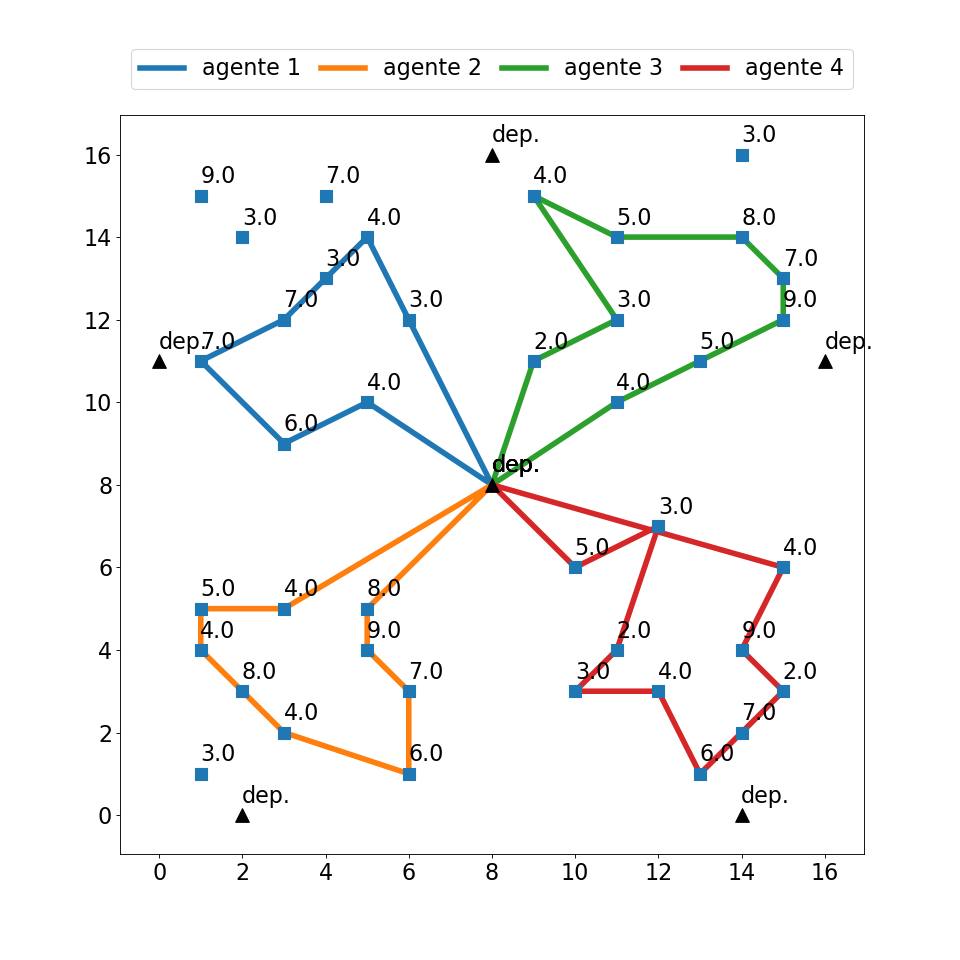 agente 1 agente 2 agente 3 agente 4
dep. 3.0
16
9.0 7.0 4.0
3.0 4.0 5.0 8.0
14
3.0 7.0
7.0 3.0 3.0 9.0
12
dep. 7.0 2.0 5.0 dep.
4.0 4.0
10
6.0
dep. dep.
8
3.0
5.0 4.0
6
5.0 4.0 8.0
4.0 9.0 2.0 9.0
4
8.0 7.0 3.0 4.0 2.0
4.0 7.0
2
3.0 6.0 6.0
dep. dep.
0
0 2 4 6 8 10 12 14 16